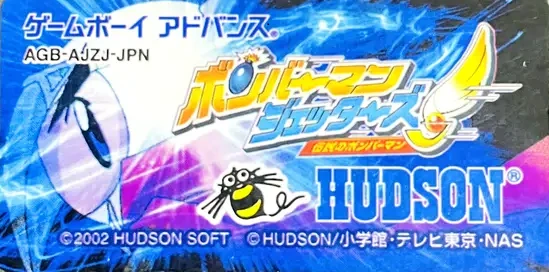 ゲームボーイ アドバンス®
AGB-AJZJ-JPN
ボンバーマン
ジェッターズ
伝説のボンバーマン
HUDSON®
©2002 HUDSON SOFT ©HUDSON/小学館・テレビ東京・NAS